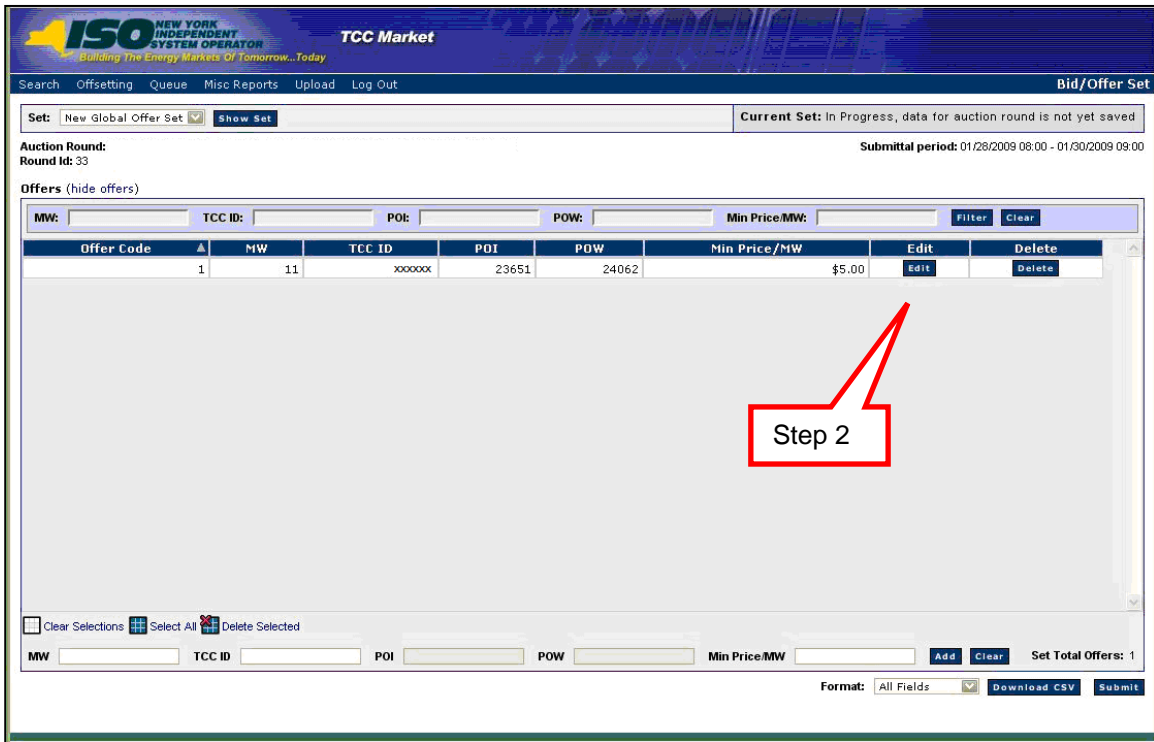 ISO NEW YORK
INDEPENDENT
SYSTEM OPERATOR
Building The Energy Markets Of Tomorrow...Today
TCC Market
Search Offsetting Queue Misc Reports Upload Log Out Bid/Offer Set
Set: New Global Offer Set Show Set Current Set: In Progress, data for auction round is not yet saved
Auction Round: Submittal period: 01/28/2009 08:00 - 01/30/2009 09:00
Round Id: 33
Offers (hide offers)
MW: TCC ID: POI: POW: Min Price/MW: Filter Clear
Offer Code MW TCC ID POI POW Min Price/MW Edit Delete
1 11 xxxxxx 23651 24062 $5.00 Edit Delete
Step 2
Clear Selections Select All Delete Selected
MW TCC ID POI POW Min Price/MW Add Clear Set Total Offers: 1
Format: All Fields Download CSV Submit